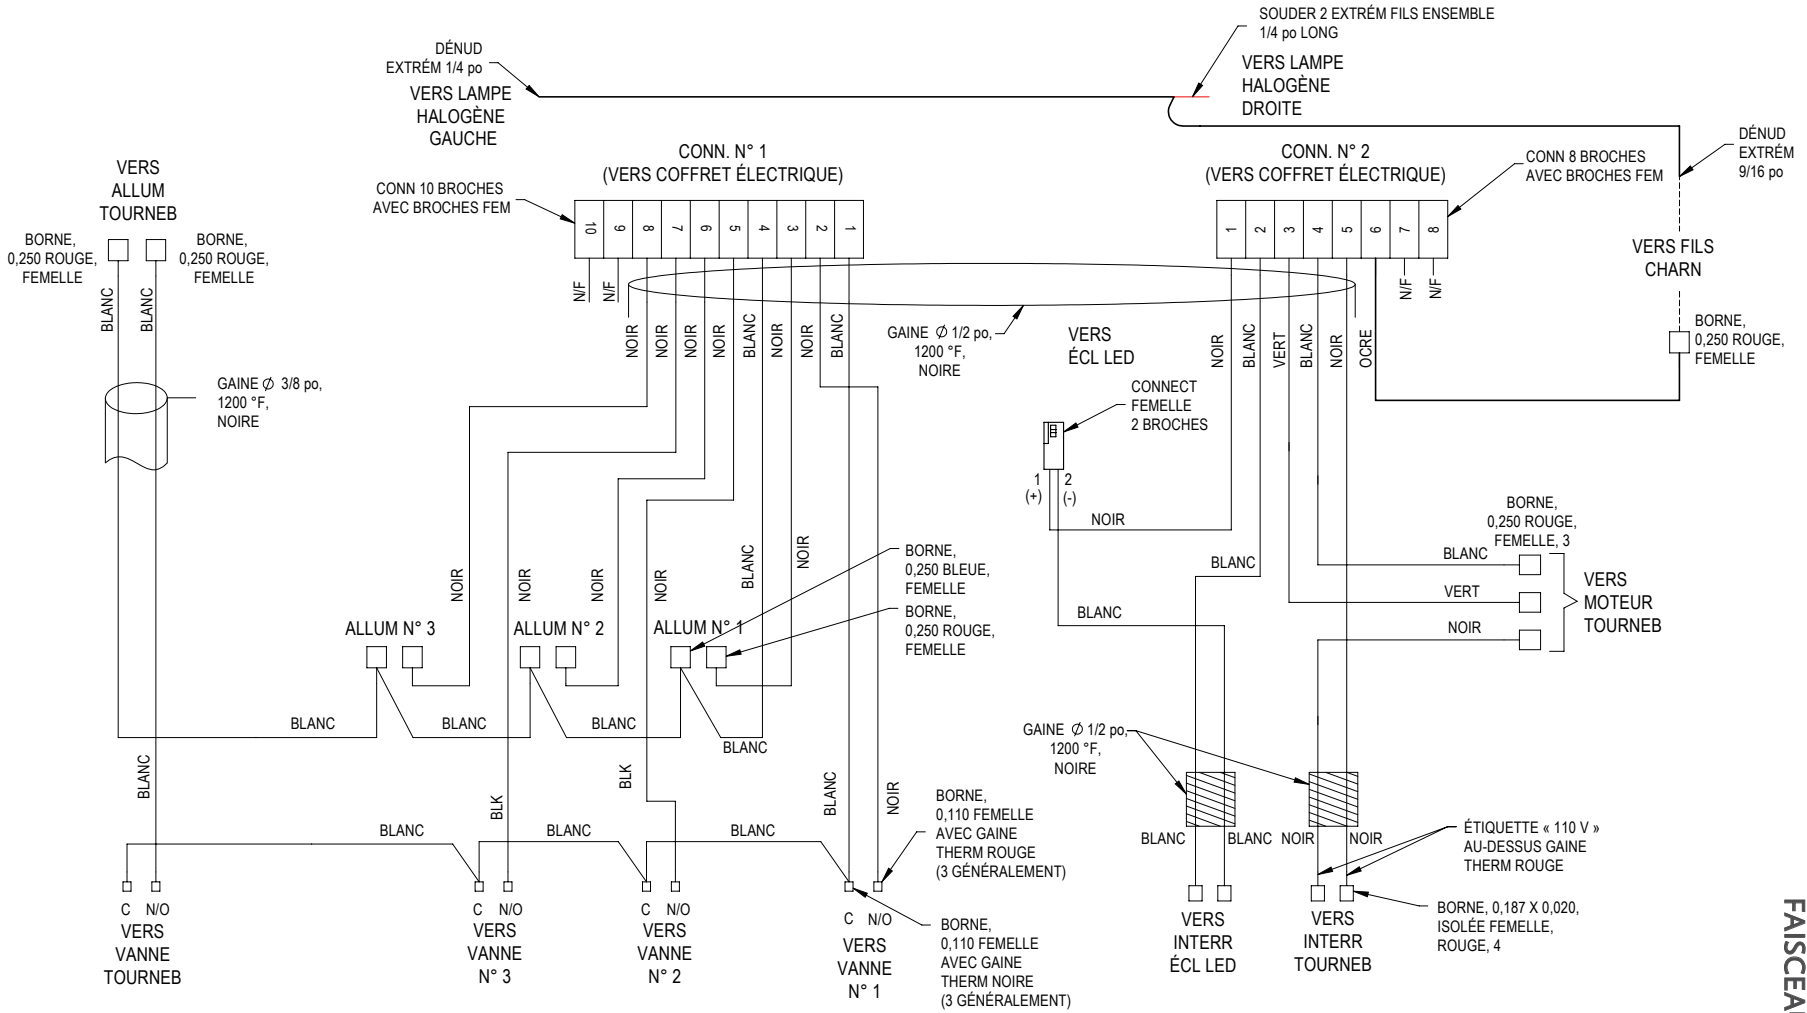 SOUDER 2 EXTRÉM FILS ENSEMBLE
1/4 po LONG
DÉNUD
EXTRÉM 1/4 po
VERS LAMPE
HALOGÈNE
GAUCHE
VERS LAMPE
HALOGÈNE
DROITE
DÉNUD
EXTRÉM
9/16 po
CONN. N° 1
(VERS COFFRET ÉLECTRIQUE)
CONN 10 BROCHES
AVEC BROCHES FEM
CONN. N° 2
(VERS COFFRET ÉLECTRIQUE)
CONN 8 BROCHES
AVEC BROCHES FEM
VERS
ALLUM
TOURNEB
BORNE,
0,250 ROUGE,
FEMELLE
BORNE,
0,250 ROUGE,
FEMELLE
10 9 8 7 6 5 4 3 2 1
1 2 3 4 5 6 7 8
VERS FILS
CHARN
BLANC
BLANC
N/F
N/F
NOIR
NOIR
NOIR
NOIR
BLANC
NOIR
NOIR
BLANC
GAINE Ø 1/2 po,
1200 °F,
NOIRE
VERS
ÉCL LED
NOIR
BLANC
VERT
BLANC
NOIR
OCRE
N/F
N/F
BORNE,
0,250 ROUGE,
FEMELLE
GAINE Ø 3/8 po,
1200 °F,
NOIRE
CONNECT
FEMELLE
2 BROCHES
1
(+)
2
(-)
NOIR
BLANC
BLANC
BORNE,
0,250 ROUGE,
FEMELLE, 3
BLANC
VERT
NOIR
VERS
MOTEUR
TOURNEB
NOIR
NOIR
NOIR
NOIR
BLANC
NOIR
BORNE,
0,250 BLEUE,
FEMELLE
BORNE,
0,250 ROUGE,
FEMELLE
ALLUM N° 3
ALLUM N° 2
ALLUM N° 1
BLANC
BLANC
BLANC
BLANC
GAINE Ø 1/2 po,
1200 °F,
NOIRE
BLANC
BLK
BLK
BLANC
NOIR
BLANC
BLANC
BLANC
BORNE,
0,110 FEMELLE
AVEC GAINE
THERM ROUGE
(3 GÉNÉRALEMENT)
BLANC
BLANC
NOIR
NOIR
ÉTIQUETTE « 110 V »
AU-DESSUS GAINE
THERM ROUGE
C N/O
VERS
VANNE
TOURNEB
C N/O
VERS
VANNE
N° 3
C N/O
VERS
VANNE
N° 2
C N/O
VERS
VANNE
N° 1
BORNE,
0,110 FEMELLE
AVEC GAINE
THERM NOIRE
(3 GÉNÉRALEMENT)
VERS
INTERR
ÉCL LED
VERS
INTERR
TOURNEB
BORNE, 0,187 X 0,020,
ISOLÉE FEMELLE,
ROUGE, 4